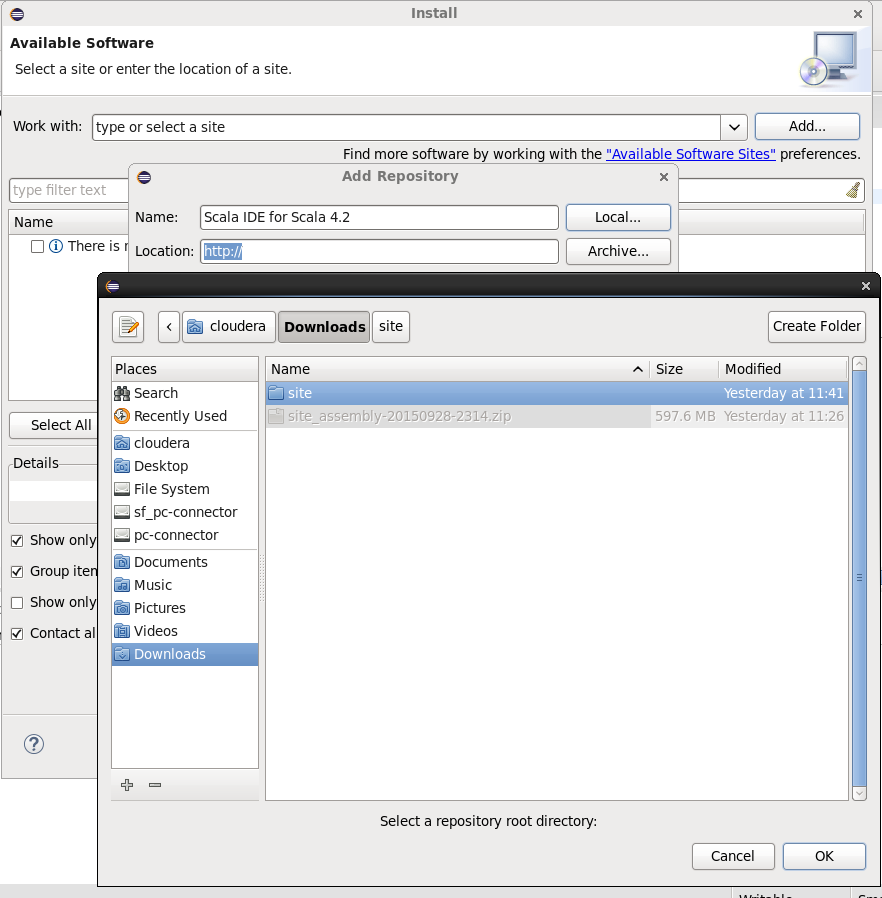 Install
Available Software
Select a site or enter the location of a site.
Work with: type or select a site Add...
Find more software by working with the "Available Software Sites" preferences.
type filter text
Name
There is
Add Repository
Name: Scala IDE for Scala 4.2 Local...
Location: http:// Archive...
Select All
Details
Show only
Group iten
Show only
Contact al
cloudera Downloads site Create Folder
Places
Search
Recently Used
cloudera
Desktop
File System
sf_pc-connector
pc-connector
Documents
Music
Pictures
Videos
Downloads
Name Size Modified
site Yesterday at 11:41
site_assembly-20150928-2314.zip 597.6 MB Yesterday at 11:26
Select a repository root directory:
Cancel OK